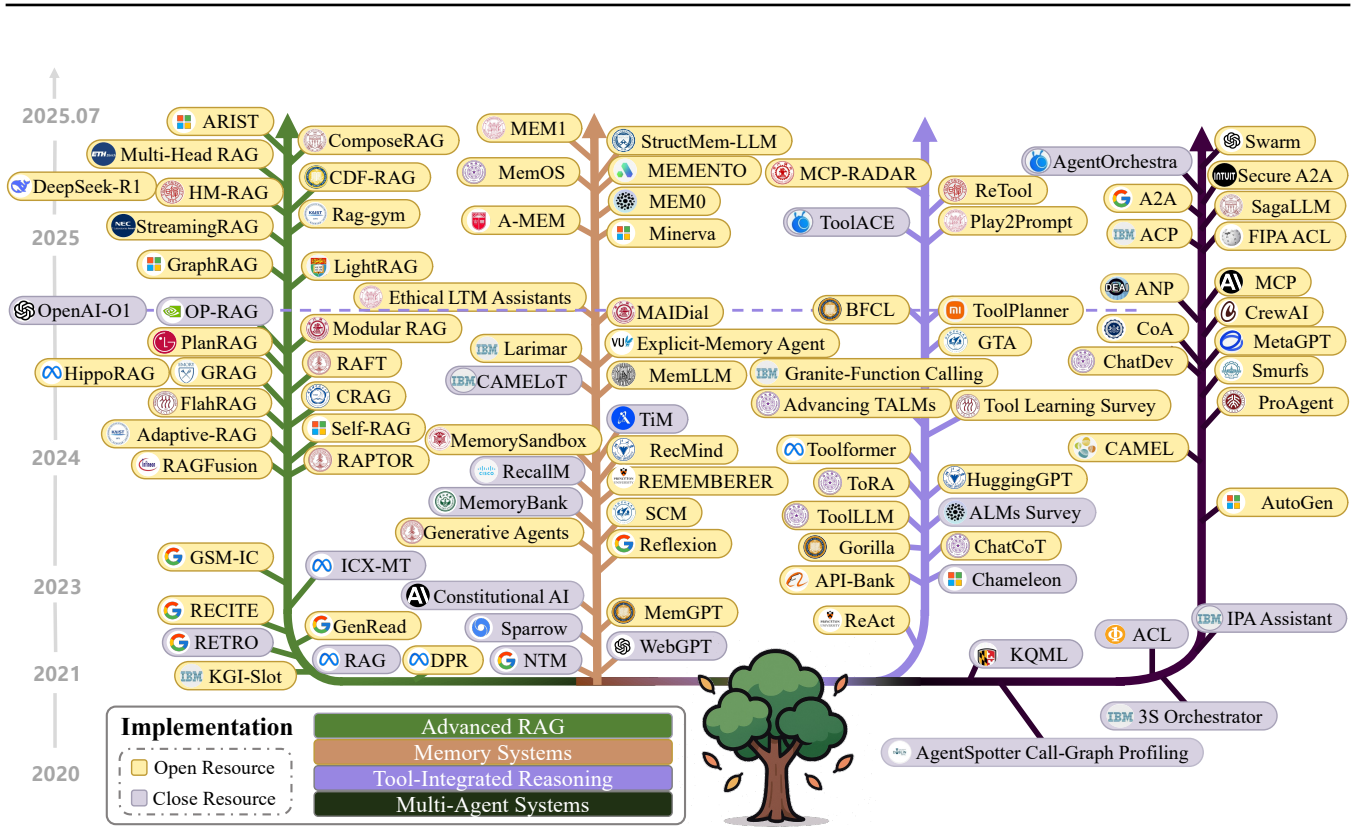 2025.07
2025
2024
2023
2021
2020
ARIST
Multi-Head RAG
DeepSeek-R1
HM-RAG
StreamingRAG
GraphRAG
OpenAI-O1
OP-RAG
PlanRAG
HippoRAG
GRAG
FlahRAG
Adaptive-RAG
RAGFusion
GSM-IC
RECITE
RETRO
KGI-Slot
ComposeRAG
CDF-RAG
Rag-gym
LightRAG
Modular RAG
RAFT
CRAG
Self-RAG
RAPTOR
ICX-MT
GenRead
RAG
DPR
MEM1
MemOS
A-MEM
Ethical LTM Assistants
Larimar
CAMELoT
MemorySandbox
RecallM
MemoryBank
Generative Agents
Constitutional AI
Sparrow
NTM
StructMem-LLM
MEMENTO
MEM0
Minerva
MAIDial
Explicit-Memory Agent
MemLLM
TiM
RecMind
REMEMBERER
SCM
Reflexion
MemGPT
WebGPT
MCP-RADAR
ToolACE
BFCL
Granite-Function Calling
Advancing TALMs
Toolformer
ToRA
ToolLLM
Gorilla
API-Bank
ReAct
ReTool
Play2Prompt
ToolPlanner
GTA
Tool Learning Survey
HuggingGPT
ALMs Survey
ChatCoT
Chameleon
AgentOrchestra
A2A
IBM ACP
ANP
CoA
ChatDev
CAMEL
KQML
ACL
Swarm
INTUIT Secure A2A
SagaLLM
FIPA ACL
MCP
CrewAI
MetaGPT
Smurfs
ProAgent
AutoGen
IBM IPA Assistant
IBM 3S Orchestrator
AgentSpotter Call-Graph Profiling
Implementation
Open Resource
Close Resource
Advanced RAG
Memory Systems
Tool-Integrated Reasoning
Multi-Agent Systems